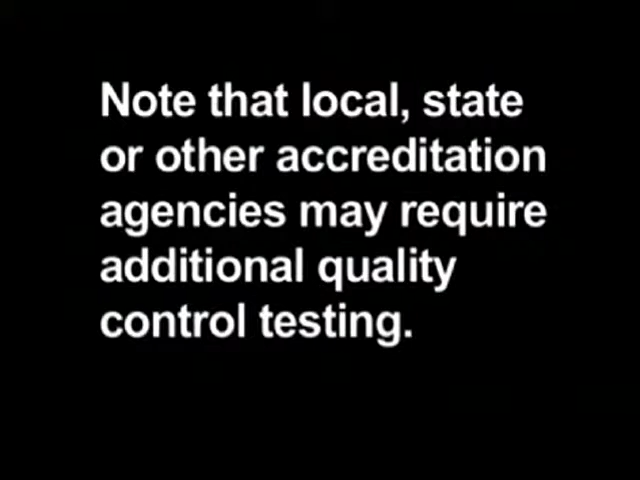 Note that local, state
or other accreditation
agencies may require
additional quality
control testing.